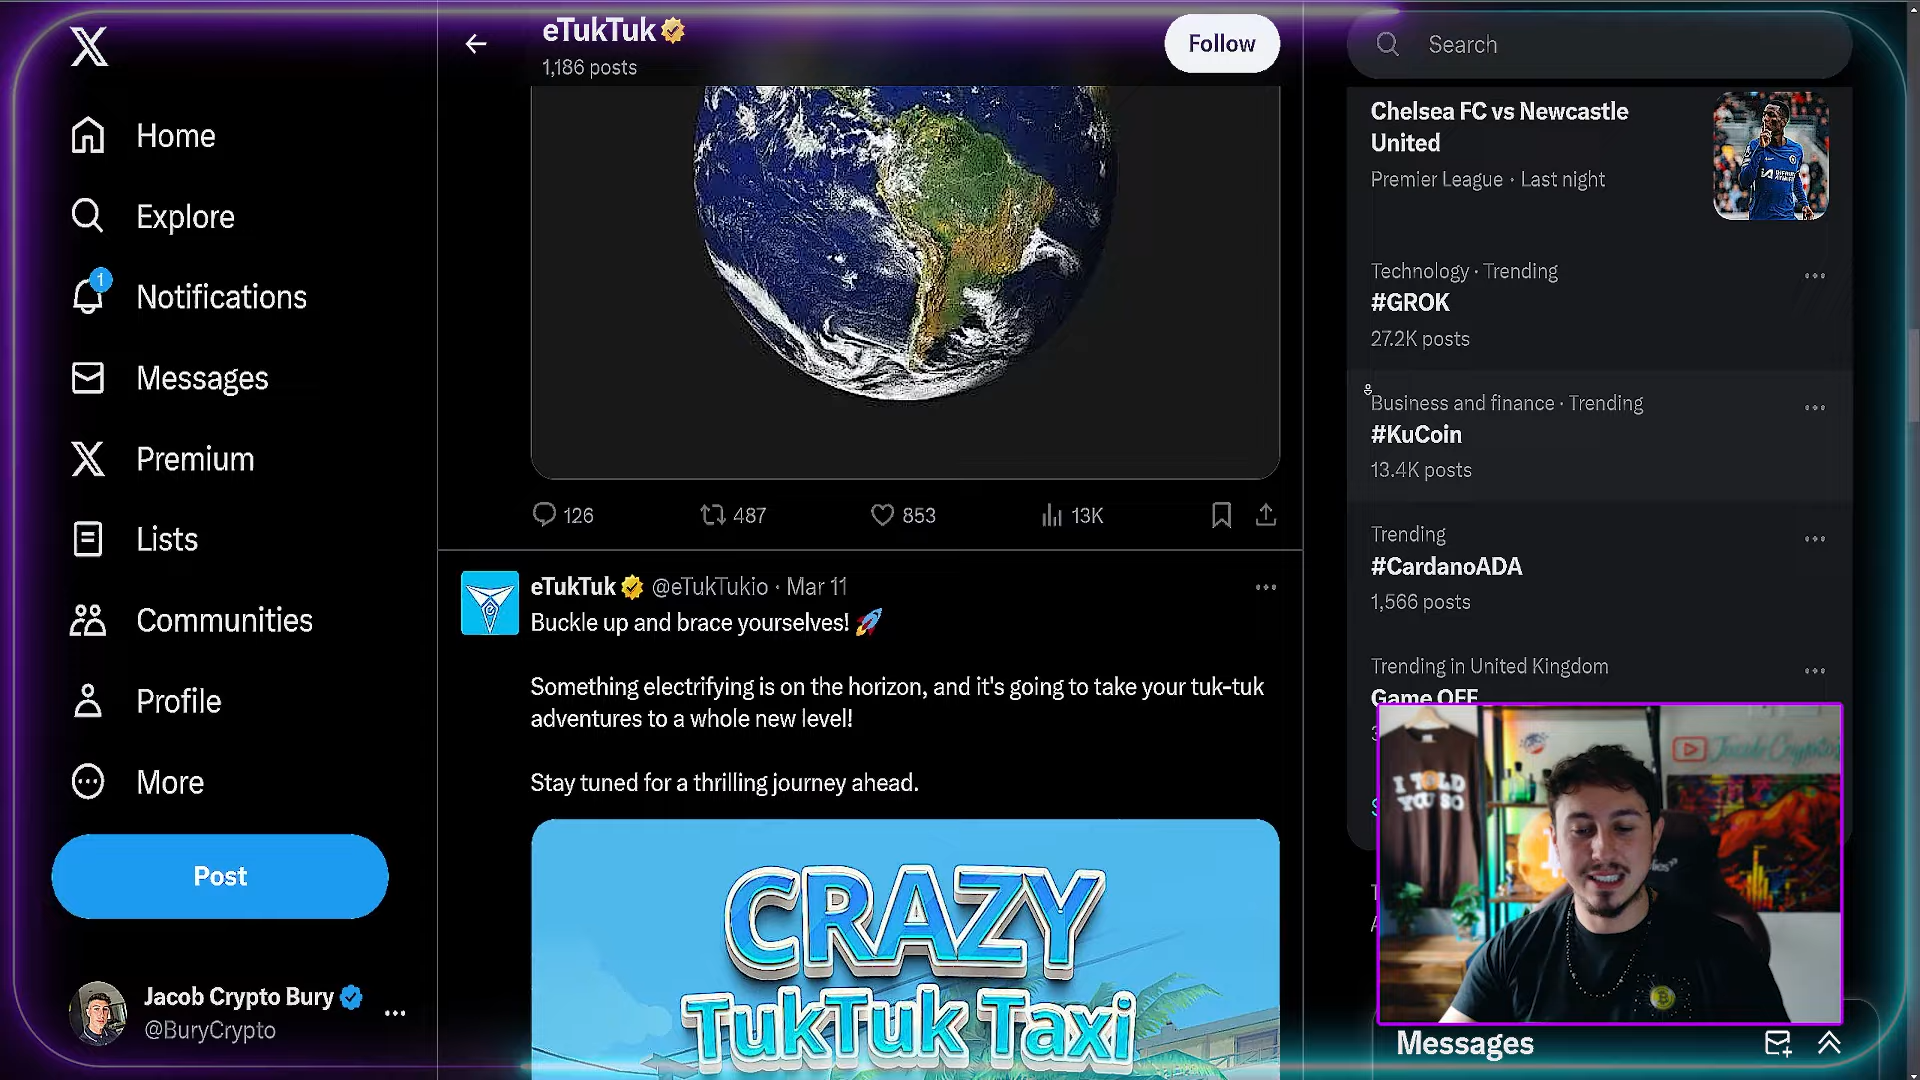 Home
Explore
1
Notifications
Messages
Premium
Lists
Communities
Profile
More
Post
Jacob Crypto Bury
@BuryCrypto
eTukTuk
1,186 posts
Follow
126
487
853
13K
eTukTuk @eTukTukio · Mar 11
Buckle up and brace yourselves! 🚀
Something electrifying is on the horizon, and it's going to take your tuk-tuk
adventures to a whole new level!
Stay tuned for a thrilling journey ahead.
CRAZY
TukTuk Taxi
Search
Chelsea FC vs Newcastle
United
Premier League · Last night
Technology · Trending
#GROK
27.2K posts
Business and finance · Trending
#KuCoin
13.4K posts
Trending
#CardanoADA
1,566 posts
Trending in United Kingdom
Game OFF
I TOLD
YOU SO
Jacob Crypto
Messages